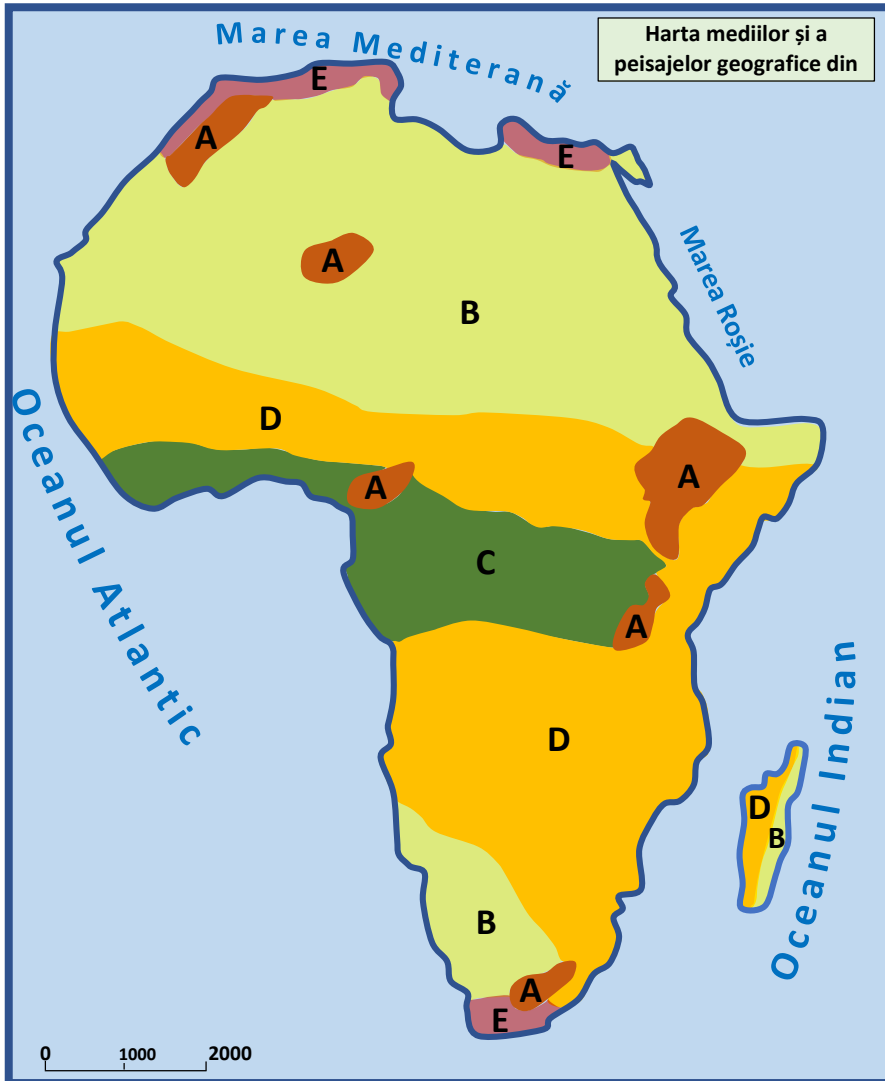 Harta mediilor și a
peisajelor geografice din
Marea Mediterană
E
A
E
A
Marea Roșie
B
Oceanul Atlantic
D
A
A
C
A
D
Oceanul Indian
D
B
B
A
E
0 1000 2000